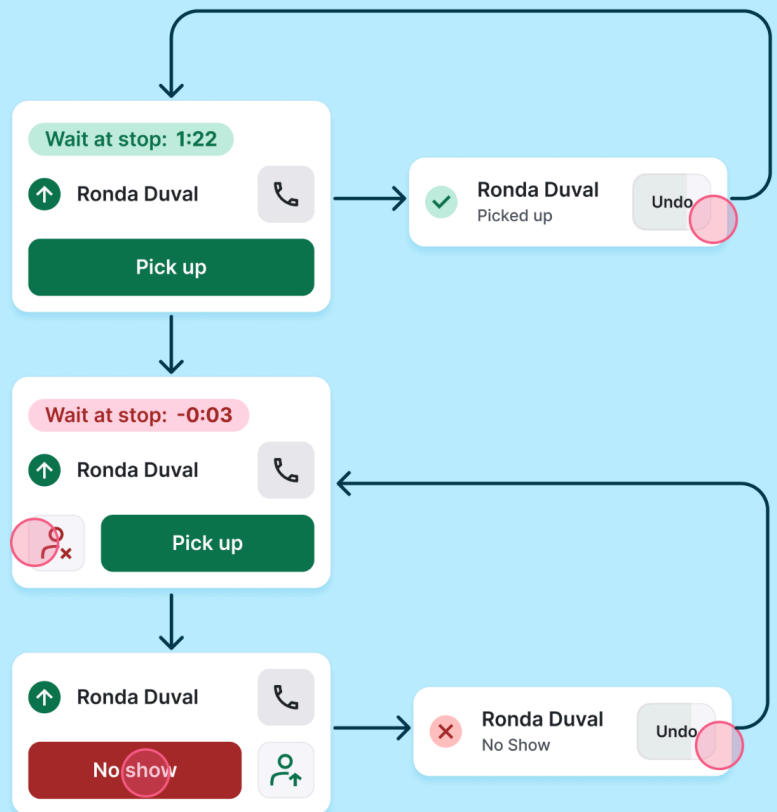 Wait at stop: 1:22
Ronda Duval
Pick up
Ronda Duval
Picked up
Undo
Wait at stop: -0:03
Ronda Duval
Pick up
Ronda Duval
No show
Ronda Duval
No Show
Undo